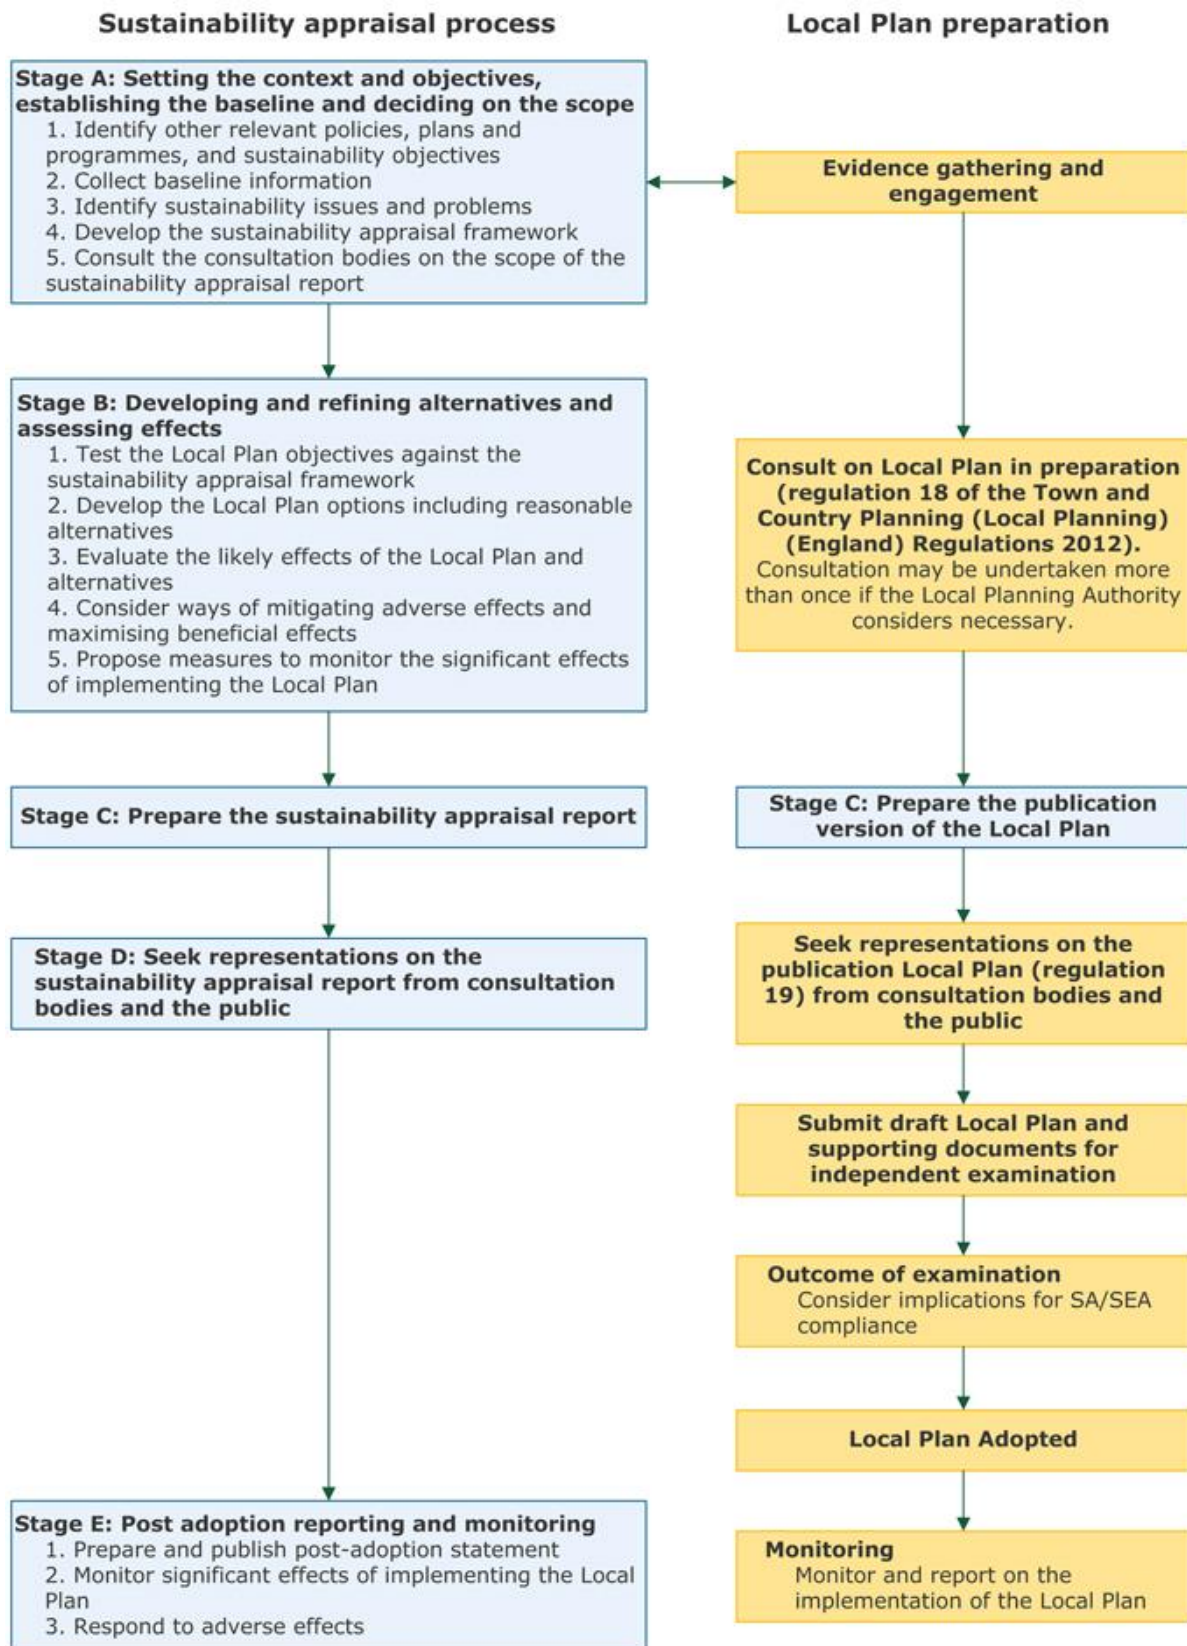 Sustainability appraisal process
Local Plan preparation
Stage A: Setting the context and objectives,
establishing the baseline and deciding on the scope
1. Identify other relevant policies, plans and
programmes, and sustainability objectives
2. Collect baseline information
3. Identify sustainability issues and problems
4. Develop the sustainability appraisal framework
5. Consult the consultation bodies on the scope of the
sustainability appraisal report
Evidence gathering and
engagement
Stage B: Developing and refining alternatives and
assessing effects
1. Test the Local Plan objectives against the
sustainability appraisal framework
2. Develop the Local Plan options including reasonable
alternatives
3. Evaluate the likely effects of the Local Plan and
alternatives
4. Consider ways of mitigating adverse effects and
maximising beneficial effects
5. Propose measures to monitor the significant effects
of implementing the Local Plan
Consult on Local Plan in preparation
(regulation 18 of the Town and
Country Planning (Local Planning)
(England) Regulations 2012).
Consultation may be undertaken more
than once if the Local Planning Authority
considers necessary.
Stage C: Prepare the sustainability appraisal report
Stage C: Prepare the publication
version of the Local Plan
Stage D: Seek representations on the
sustainability appraisal report from consultation
bodies and the public
Seek representations on the
publication Local Plan (regulation
19) from consultation bodies and
the public
Submit draft Local Plan and
supporting documents for
independent examination
Outcome of examination
Consider implications for SA/SEA
compliance
Local Plan Adopted
Stage E: Post adoption reporting and monitoring
1. Prepare and publish post-adoption statement
2. Monitor significant effects of implementing the Local
Plan
3. Respond to adverse effects
Monitoring
Monitor and report on the
implementation of the Local Plan